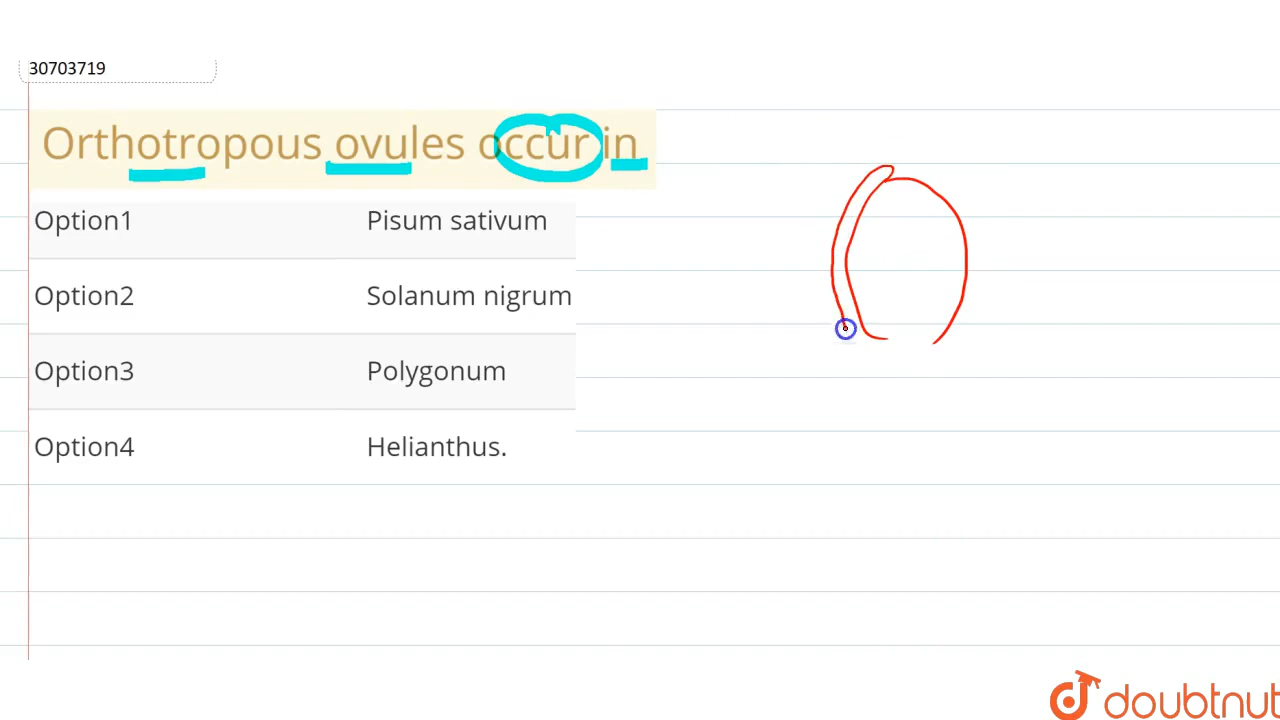 30703719
Orthotropous ovules occur in
Option1 Pisum sativum
Option2 Solanum nigrum
Option3 Polygonum
Option4 Helianthus.
doubtnut